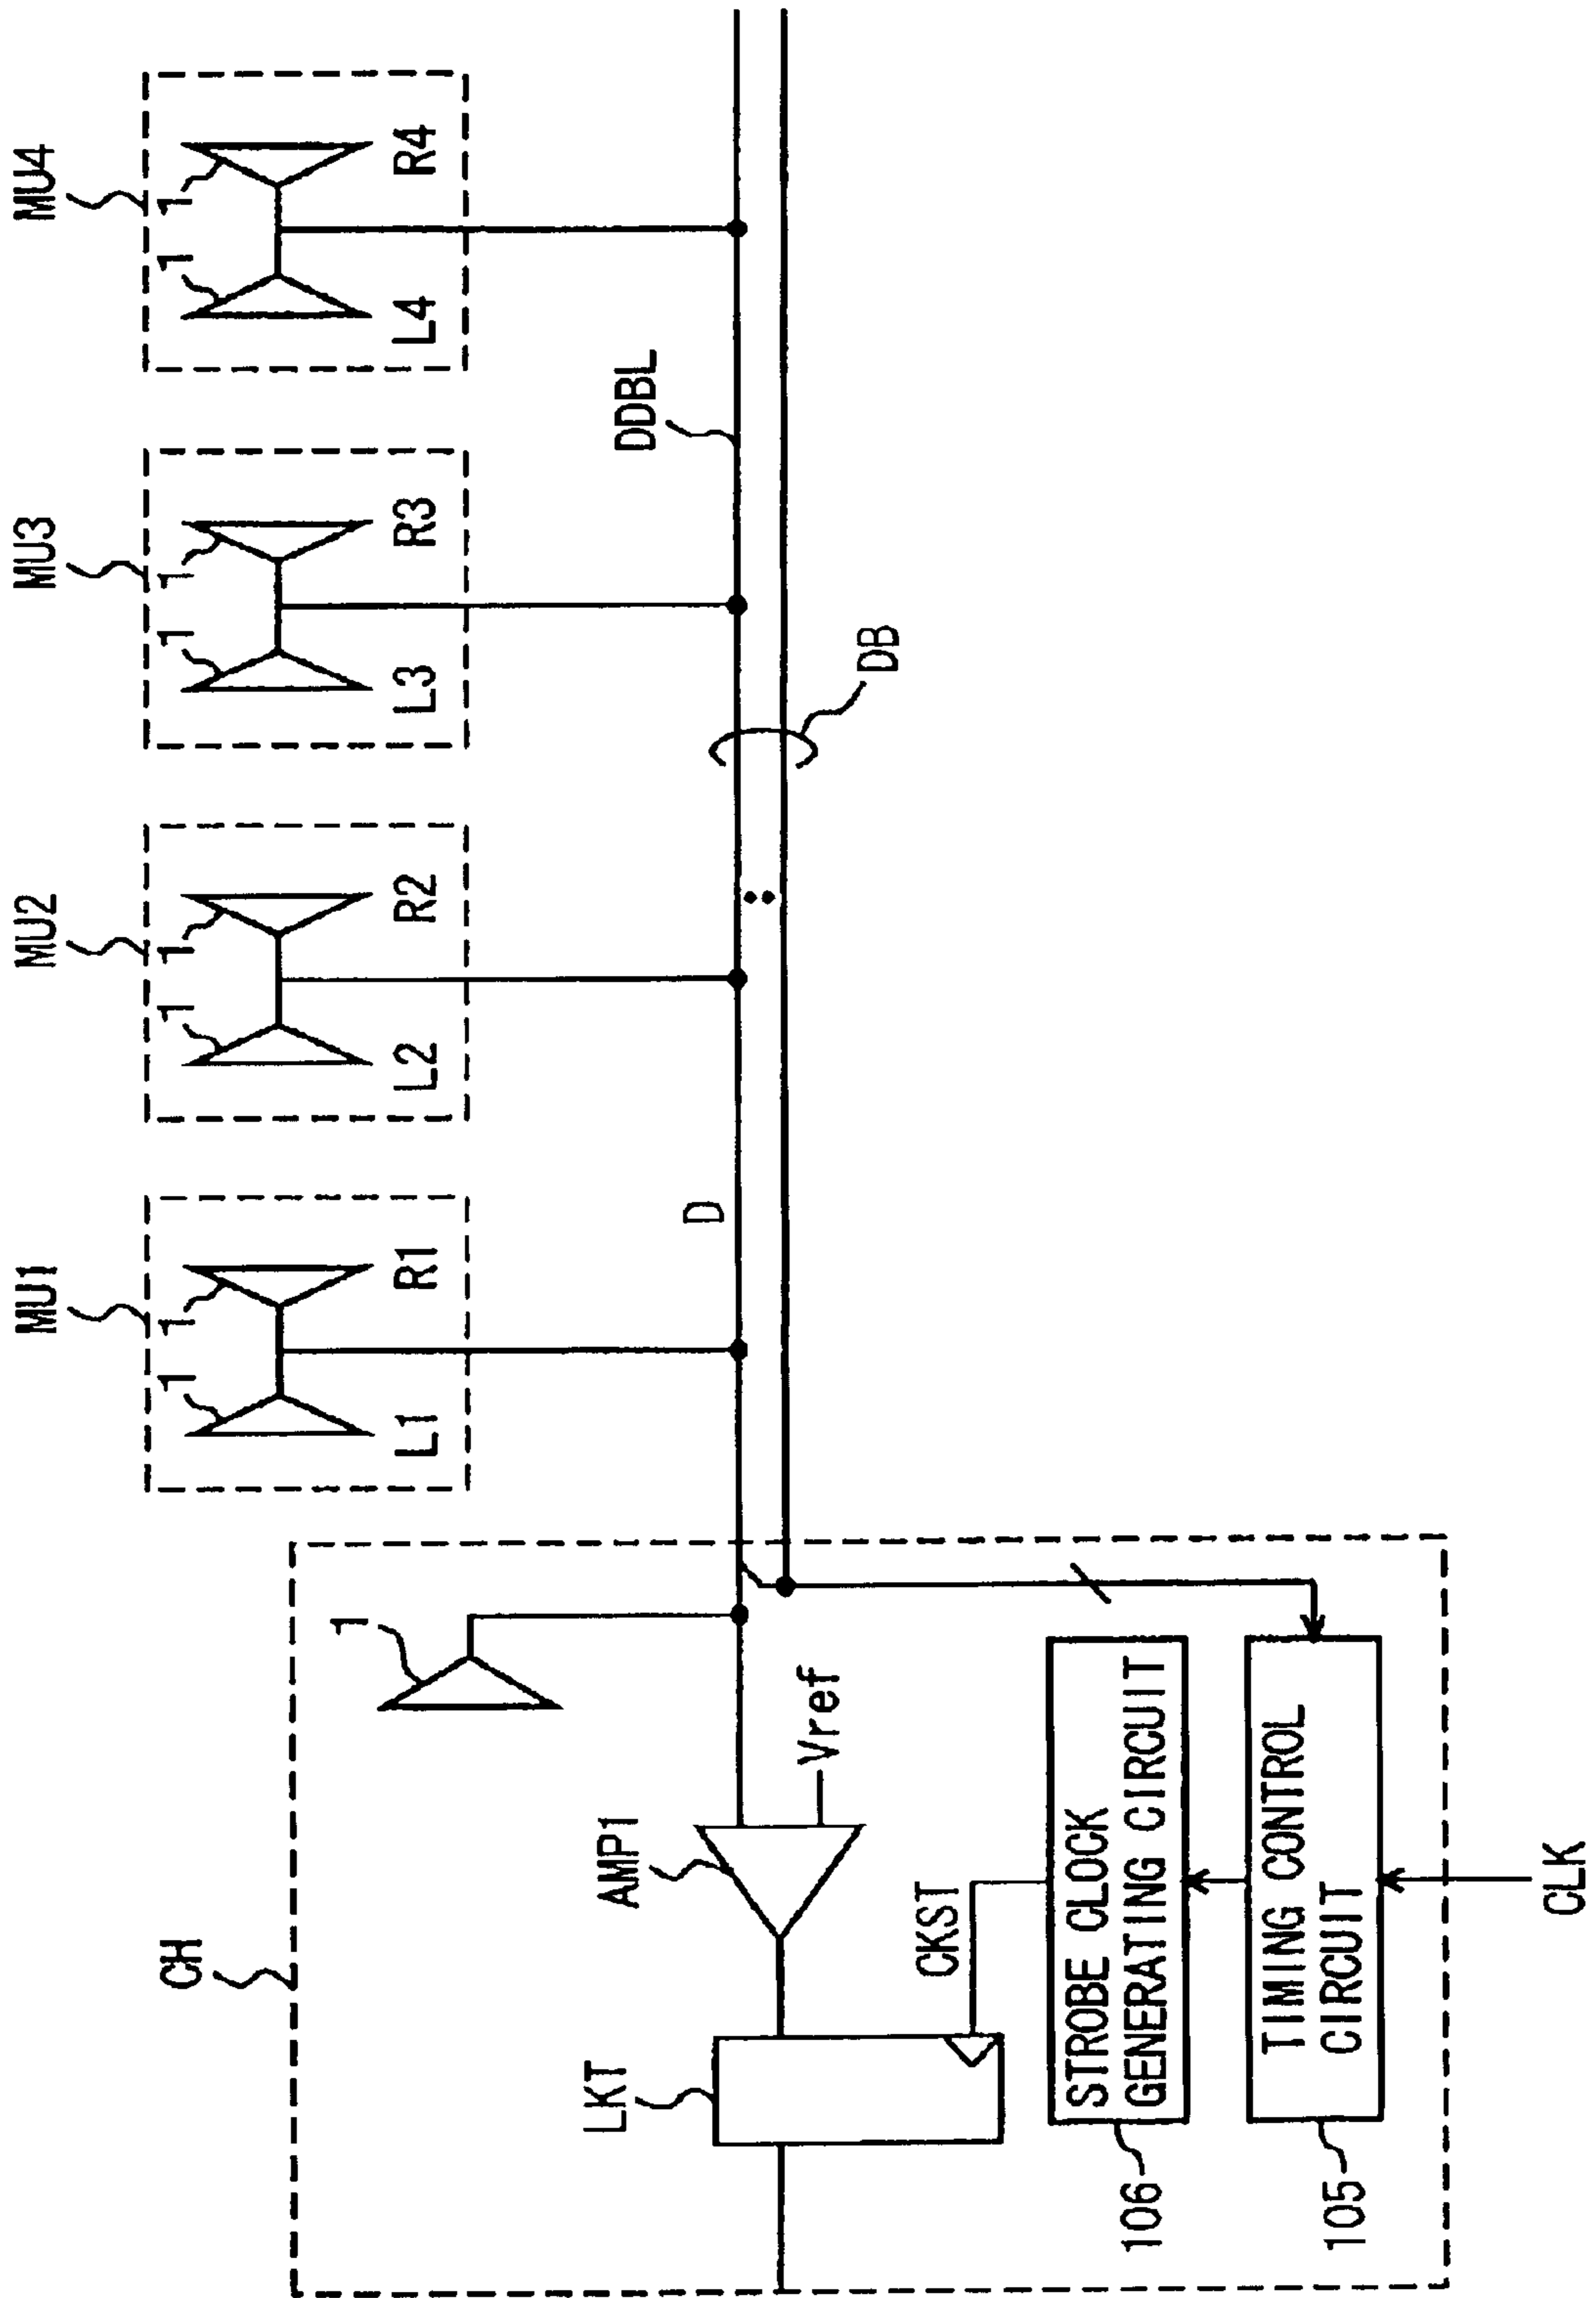 MU1
MU2
MU3
MU4
1
1
1
1
1
1
1
1
L1
R1
L2
R2
L3
R3
L4
R4
CH
1
D
DDBL
DB
LKT
AMP1
Vref
CKST
106
STROBE CLOCK
GENERATING CIRCUIT
105
TIMING CONTROL
CIRCUIT
CLK